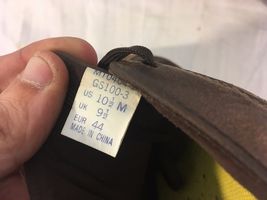 GS100-3
US 10½ M
UK 9½
EUR 44
MADE IN CHINA